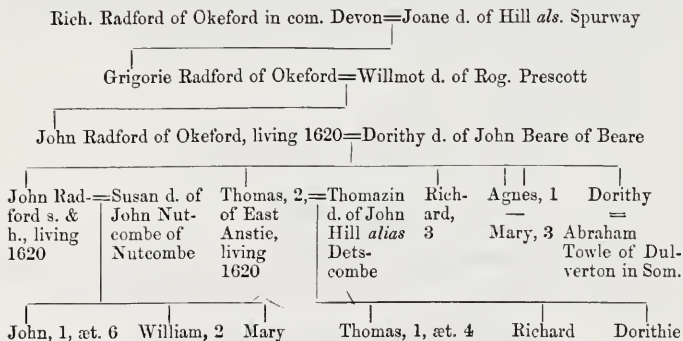 Rich. Radford of Okeford in com. Devon=Joane d. of Hill als. Spurway
Grigorie Radford of Okeford=Willmot d. of Rog. Prescott
John Radford of Okeford, living 1620=Dorithy d. of John Beare of Beare
John Rad-
ford s. &
h., living
1620
=Susan d. of
John Nut-
combe of
Nutcombe
Thomas, 2,
of East
Anstie,
living
1620
=Thomazin
d. of John
Hill alias
Dets-
combe
Rich-
ard,
3
Agnes, 1
—
Mary, 3
Dorithy
=
Abraham
Towle of Dul-
verton in Som.
John, 1, æt. 6 William, 2 Mary Thomas, 1, æt. 4 Richard Dorithie